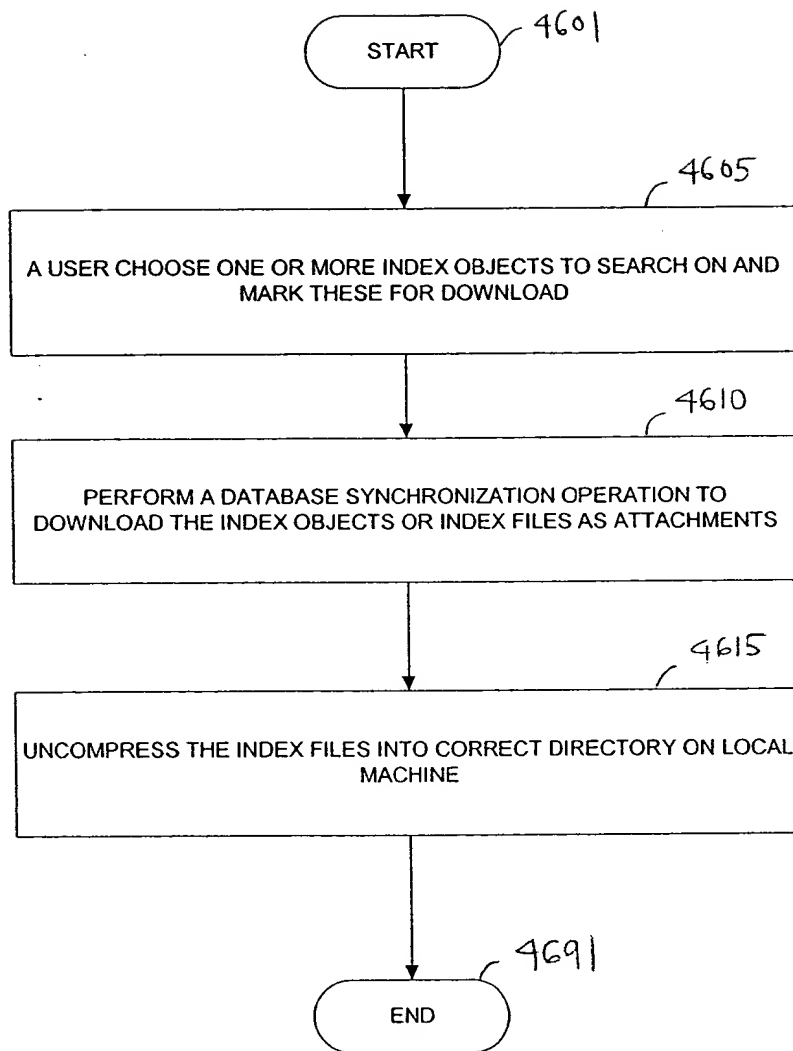 4601
START
4605
A USER CHOOSE ONE OR MORE INDEX OBJECTS TO SEARCH ON AND
MARK THESE FOR DOWNLOAD
4610
PERFORM A DATABASE SYNCHRONIZATION OPERATION TO
DOWNLOAD THE INDEX OBJECTS OR INDEX FILES AS ATTACHMENTS
4615
UNCOMPRESS THE INDEX FILES INTO CORRECT DIRECTORY ON LOCAL
MACHINE
4691
END